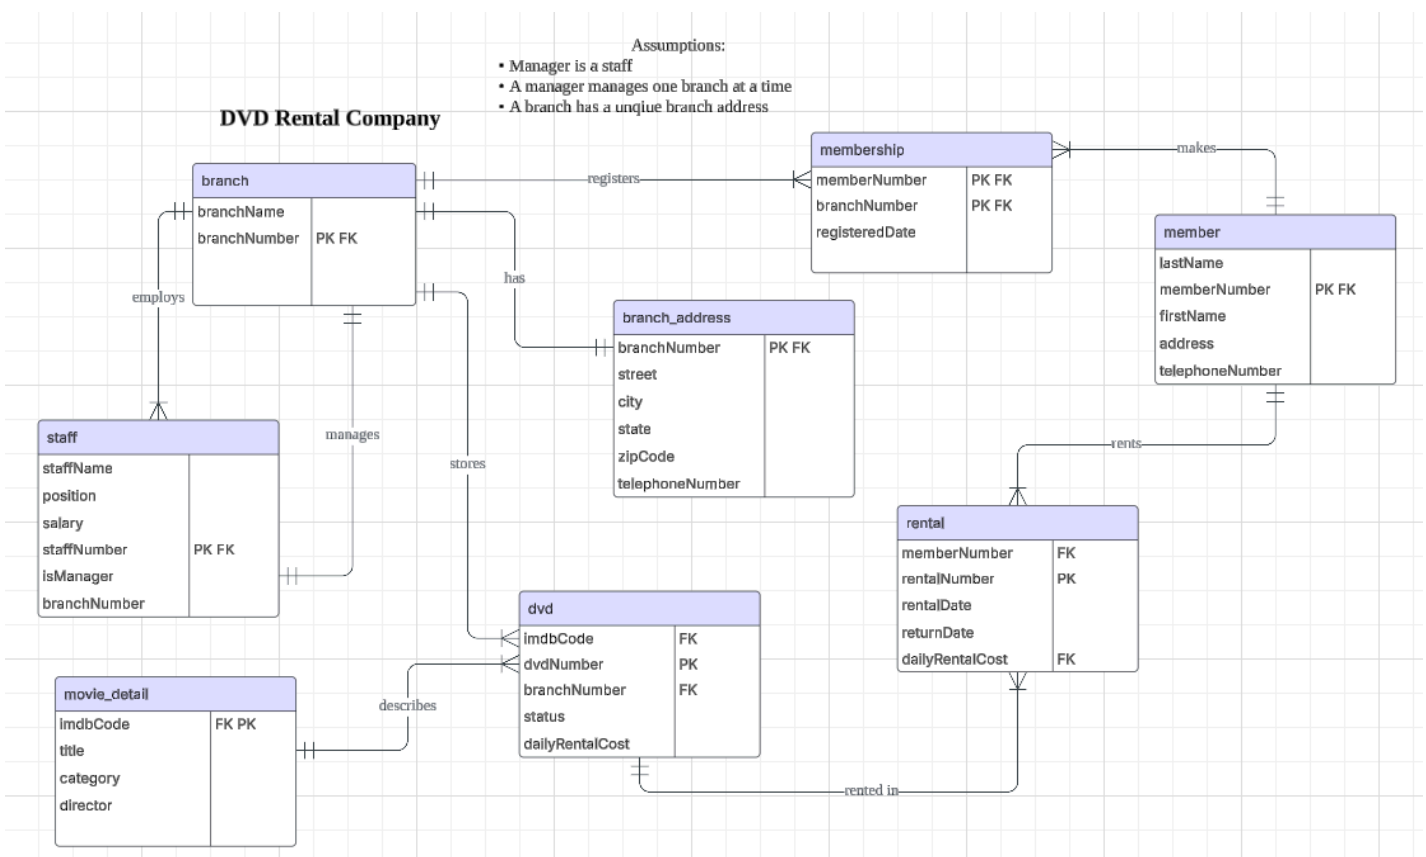 Assumptions:
• Manager is a staff
• A manager manages one branch at a time
• A branch has a unqiue branch address
DVD Rental Company
branch
branchName
branchNumber PK FK
registers
membership
memberNumber PK FK
branchNumber PK FK
registeredDate
makes
member
lastName
memberNumber PK FK
firstName
address
telephoneNumber
has
employs
branch_address
branchNumber PK FK
street
city
state
zipCode
telephoneNumber
manages
stores
rents
staff
staffName
position
salary
staffNumber PK FK
isManager
branchNumber
rental
memberNumber FK
rentalNumber PK
rentalDate
returnDate
dailyRentalCost FK
dvd
imdbCode FK
dvdNumber PK
branchNumber FK
status
dailyRentalCost
describes
movie_detail
imdbCode FK PK
title
category
director
rented in